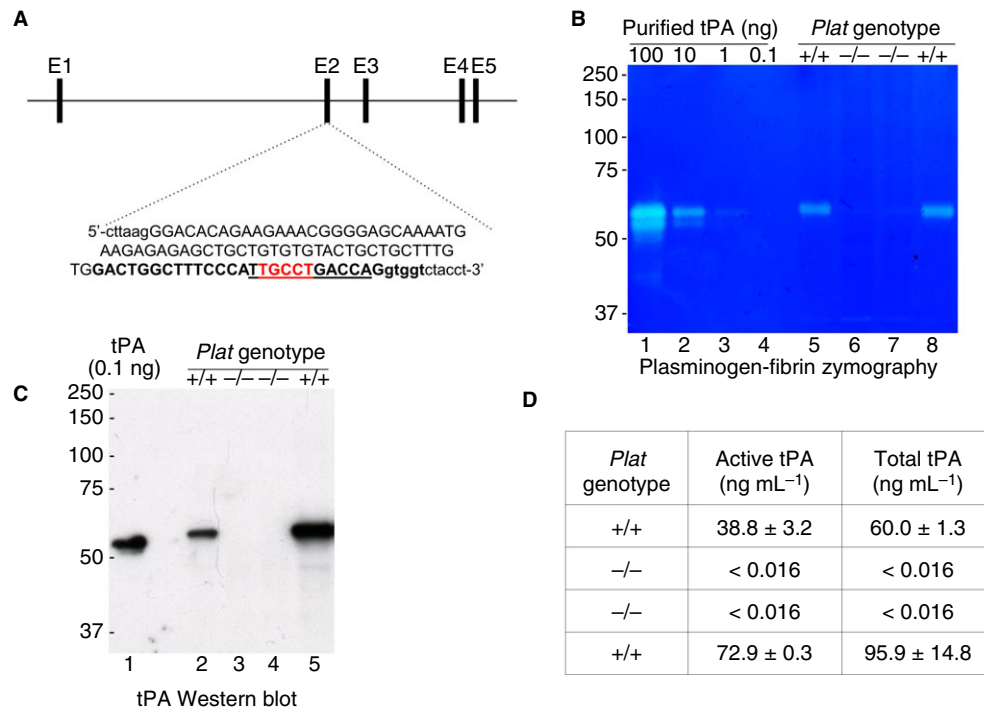 A
E1 E2 E3 E4 E5
5'-cttaagGGACACAGAAGAAACGGGGAGCAAAATG
AAGAGAGAGCTGCTGTGTGTACTGCTGCTTTG
TGGACTGGCTTTCCCATTGCCTGACCAGgtggtctacct-3'
B
Purified tPA (ng) Plat genotype
100 10 1 0.1 +/+ –/– –/– +/+
250
150
100
75
50
37
1 2 3 4 5 6 7 8
Plasminogen-fibrin zymography
C
tPA
(0.1 ng)
Plat genotype
+/+ –/– –/– +/+
250
150
100
75
50
37
1 2 3 4 5
tPA Western blot
D
Plat genotype Active tPA (ng mL–1) Total tPA (ng mL–1)
+/+ 38.8 ± 3.2 60.0 ± 1.3
–/– < 0.016 < 0.016
–/– < 0.016 < 0.016
+/+ 72.9 ± 0.3 95.9 ± 14.8